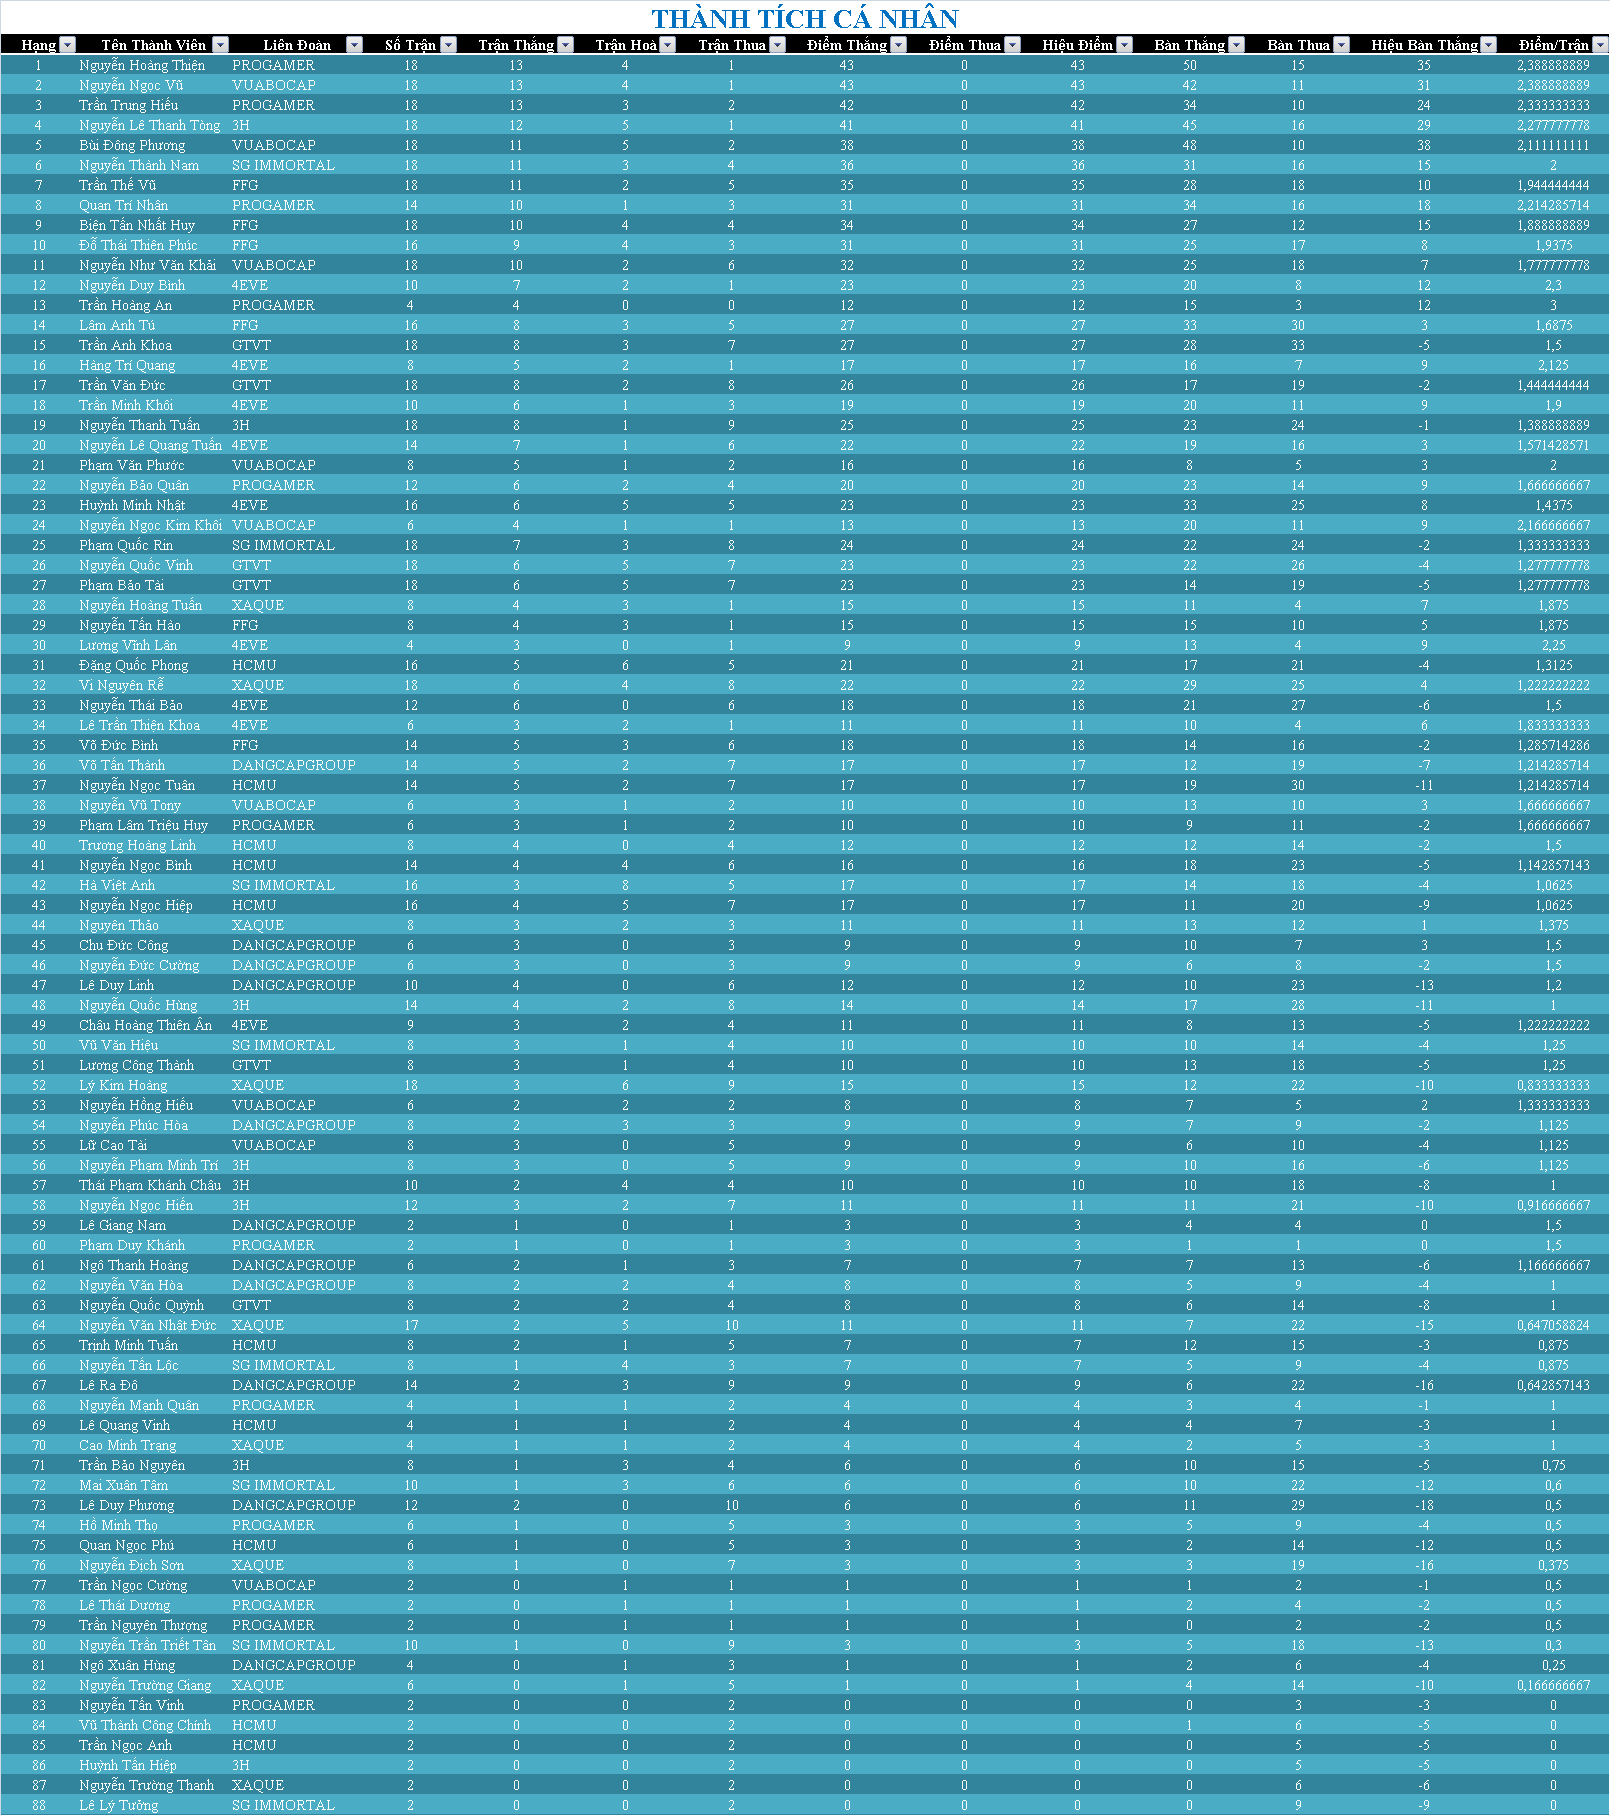 THÀNH TÍCH CÁ NHÂN
Hạng Tên Thành Viên Liên Đoàn Số Trận Trận Thắng Trận Hoà Trận Thua Điểm Thắng Điểm Thua Hiệu Điểm Bàn Thắng Bàn Thua Hiệu Bàn Thắng Điểm/Trận
1 Nguyễn Hoàng Thiện PROGAMER 18 13 4 1 43 0 43 50 15 35 2,388888889
2 Nguyễn Ngọc Vũ VUABOCAP 18 13 4 1 43 0 43 42 11 31 2,388888889
3 Trần Trung Hiếu PROGAMER 18 13 3 2 42 0 42 34 10 24 2,333333333
4 Nguyễn Lê Thanh Tòng 3H 18 12 5 1 41 0 41 45 16 29 2,277777778
5 Bùi Đông Phương VUABOCAP 18 11 5 2 38 0 38 48 10 38 2,111111111
6 Nguyễn Thành Nam SG IMMORTAL 18 11 3 4 36 0 36 31 16 15 2
7 Trần Thế Vũ FFG 18 11 2 5 35 0 35 28 18 10 1,944444444
8 Quan Trí Nhân PROGAMER 14 10 1 3 31 0 31 34 16 18 2,214285714
9 Biện Tấn Nhất Huy FFG 18 10 4 4 34 0 34 27 12 15 1,888888889
10 Đỗ Thái Thiên Phúc FFG 16 9 4 3 31 0 31 25 17 8 1,9375
11 Nguyễn Như Văn Khải VUABOCAP 18 10 2 6 32 0 32 25 18 7 1,777777778
12 Nguyễn Duy Bình 4EVE 10 7 2 1 23 0 23 20 8 12 2,3
13 Trần Hoàng An PROGAMER 4 4 0 0 12 0 12 15 3 12 3
14 Lâm Anh Tú FFG 16 8 3 5 27 0 27 33 30 3 1,6875
15 Trần Anh Khoa GTVT 18 8 3 7 27 0 27 28 33 -5 1,5
16 Hàng Trí Quang 4EVE 8 5 2 1 17 0 17 16 7 9 2,125
17 Trần Văn Đức GTVT 18 8 2 8 26 0 26 17 19 -2 1,444444444
18 Trần Minh Khôi 4EVE 10 6 1 3 19 0 19 20 11 9 1,9
19 Nguyễn Thanh Tuấn 3H 18 8 1 9 25 0 25 23 24 -1 1,388888889
20 Nguyễn Lê Quang Tuấn 4EVE 14 7 1 6 22 0 22 19 16 3 1,571428571
21 Phạm Văn Phước VUABOCAP 8 5 1 2 16 0 16 8 5 3 2
22 Nguyễn Bảo Quân PROGAMER 12 6 2 4 20 0 20 23 14 9 1,666666667
23 Huỳnh Minh Nhật 4EVE 16 6 5 5 23 0 23 33 25 8 1,4375
24 Nguyễn Ngọc Kim Khôi VUABOCAP 6 4 1 1 13 0 13 20 11 9 2,166666667
25 Phạm Quốc Rin SG IMMORTAL 18 7 3 8 24 0 24 22 24 -2 1,333333333
26 Nguyễn Quốc Vinh GTVT 18 6 5 7 23 0 23 22 26 -4 1,277777778
27 Phạm Bảo Tài GTVT 18 6 5 7 23 0 23 14 19 -5 1,277777778
28 Nguyễn Hoàng Tuấn XAQUE 8 4 3 1 15 0 15 11 4 7 1,875
29 Nguyễn Tấn Hào FFG 8 4 3 1 15 0 15 15 10 5 1,875
30 Lương Vĩnh Lân 4EVE 4 3 0 1 9 0 9 13 4 9 2,25
31 Đặng Quốc Phong HCMU 16 5 6 5 21 0 21 17 21 -4 1,3125
32 Vi Nguyên Rễ XAQUE 18 6 4 8 22 0 22 29 25 4 1,222222222
33 Nguyễn Thái Bảo 4EVE 12 6 0 6 18 0 18 21 27 -6 1,5
34 Lê Trần Thiện Khoa 4EVE 6 3 2 1 11 0 11 10 4 6 1,833333333
35 Võ Đức Bình FFG 14 5 3 6 18 0 18 14 16 -2 1,285714286
36 Võ Tấn Thành DANGCAPGROUP 14 5 2 7 17 0 17 12 19 -7 1,214285714
37 Nguyễn Ngọc Tuân HCMU 14 5 2 7 17 0 17 19 30 -11 1,214285714
38 Nguyễn Vũ Tony VUABOCAP 6 3 1 2 10 0 10 13 10 3 1,666666667
39 Phạm Lâm Triệu Huy PROGAMER 6 3 1 2 10 0 10 9 11 -2 1,666666667
40 Trương Hoàng Linh HCMU 8 4 0 4 12 0 12 12 14 -2 1,5
41 Nguyễn Ngọc Bình HCMU 14 4 4 6 16 0 16 18 23 -5 1,142857143
42 Hà Việt Anh SG IMMORTAL 16 3 8 5 17 0 17 14 18 -4 1,0625
43 Nguyễn Ngọc Hiệp HCMU 16 4 5 7 17 0 17 11 20 -9 1,0625
44 Nguyên Thảo XAQUE 8 3 2 3 11 0 11 13 12 1 1,375
45 Chu Đức Công DANGCAPGROUP 6 3 0 3 9 0 9 10 7 3 1,5
46 Nguyễn Đức Cường DANGCAPGROUP 6 3 0 3 9 0 9 6 8 -2 1,5
47 Lê Duy Linh DANGCAPGROUP 10 4 0 6 12 0 12 10 23 -13 1,2
48 Nguyễn Quốc Hùng 3H 14 4 2 8 14 0 14 17 28 -11 1
49 Châu Hoàng Thiên Ân 4EVE 9 3 2 4 11 0 11 8 13 -5 1,222222222
50 Vũ Văn Hiệu SG IMMORTAL 8 3 1 4 10 0 10 10 14 -4 1,25
51 Lương Công Thành GTVT 8 3 1 4 10 0 10 13 18 -5 1,25
52 Lý Kim Hoàng XAQUE 18 3 6 9 15 0 15 12 22 -10 0,833333333
53 Nguyễn Hồng Hiếu VUABOCAP 6 2 2 2 8 0 8 7 5 2 1,333333333
54 Nguyễn Phúc Hòa DANGCAPGROUP 8 2 3 3 9 0 9 7 9 -2 1,125
55 Lữ Cao Tài VUABOCAP 8 3 0 5 9 0 9 6 10 -4 1,125
56 Nguyễn Phạm Minh Trí 3H 8 3 0 5 9 0 9 10 16 -6 1,125
57 Thái Phạm Khánh Châu 3H 10 2 4 4 10 0 10 10 18 -8 1
58 Nguyễn Ngọc Hiến 3H 12 3 2 7 11 0 11 11 21 -10 0,916666667
59 Lê Giang Nam DANGCAPGROUP 2 1 0 1 3 0 3 4 4 0 1,5
60 Phạm Duy Khánh PROGAMER 2 1 0 1 3 0 3 1 1 0 1,5
61 Ngô Thanh Hoàng DANGCAPGROUP 6 2 1 3 7 0 7 7 13 -6 1,166666667
62 Nguyễn Văn Hòa DANGCAPGROUP 8 2 2 4 8 0 8 5 9 -4 1
63 Nguyễn Quốc Quỳnh GTVT 8 2 2 4 8 0 8 6 14 -8 1
64 Nguyễn Văn Nhật Đức XAQUE 17 2 5 10 11 0 11 7 22 -15 0,647058824
65 Trịnh Minh Tuấn HCMU 8 2 1 5 7 0 7 12 15 -3 0,875
66 Nguyễn Tấn Lộc SG IMMORTAL 8 1 4 3 7 0 7 5 9 -4 0,875
67 Lê Ra Đô DANGCAPGROUP 14 2 3 9 9 0 9 6 22 -16 0,642857143
68 Nguyễn Mạnh Quân PROGAMER 4 1 1 2 4 0 4 3 4 -1 1
69 Lê Quang Vinh HCMU 4 1 1 2 4 0 4 4 7 -3 1
70 Cao Minh Trạng XAQUE 4 1 1 2 4 0 4 2 5 -3 1
71 Trần Bảo Nguyên 3H 8 1 3 4 6 0 6 10 15 -5 0,75
72 Mai Xuân Tâm SG IMMORTAL 10 1 3 6 6 0 6 10 22 -12 0,6
73 Lê Duy Phương DANGCAPGROUP 12 2 0 10 6 0 6 11 29 -18 0,5
74 Hồ Minh Thọ PROGAMER 6 1 0 5 3 0 3 5 9 -4 0,5
75 Quan Ngọc Phú HCMU 6 1 0 5 3 0 3 2 14 -12 0,5
76 Nguyễn Đích Sơn XAQUE 8 1 0 7 3 0 3 3 19 -16 0,375
77 Trần Ngọc Cường VUABOCAP 2 0 1 1 1 0 1 1 2 -1 0,5
78 Lê Thái Dương PROGAMER 2 0 1 1 1 0 1 2 4 -2 0,5
79 Trần Nguyên Thượng PROGAMER 2 0 1 1 1 0 1 0 2 -2 0,5
80 Nguyễn Trần Triết Tân SG IMMORTAL 10 1 0 9 3 0 3 5 18 -13 0,3
81 Ngô Xuân Hùng DANGCAPGROUP 4 0 1 3 1 0 1 2 6 -4 0,25
82 Nguyễn Trường Giang XAQUE 6 0 1 5 1 0 1 4 14 -10 0,166666667
83 Nguyễn Tấn Vinh PROGAMER 2 0 0 2 0 0 0 0 3 -3 0
84 Vũ Thành Công Chính HCMU 2 0 0 2 0 0 0 1 6 -5 0
85 Trần Ngọc Anh HCMU 2 0 0 2 0 0 0 0 5 -5 0
86 Huỳnh Tấn Hiệp 3H 2 0 0 2 0 0 0 0 5 -5 0
87 Nguyễn Trường Thanh XAQUE 2 0 0 2 0 0 0 0 6 -6 0
88 Lê Lý Tưởng SG IMMORTAL 2 0 0 2 0 0 0 0 9 -9 0